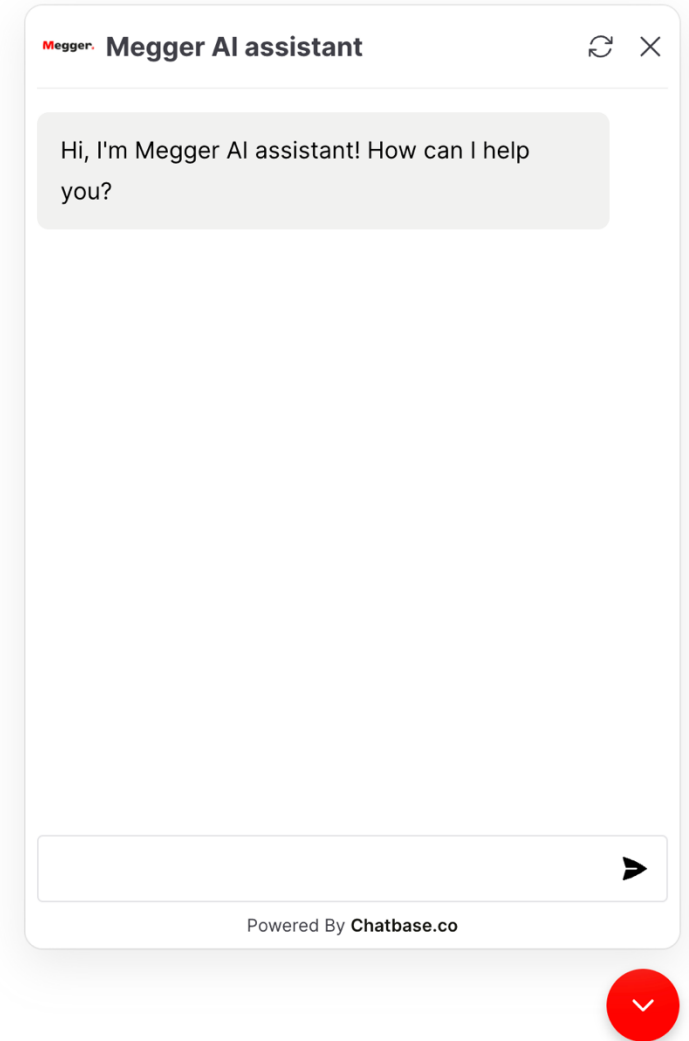 Megger. Megger AI assistant
Hi, I'm Megger AI assistant! How can I help
you?
Powered By Chatbase.co